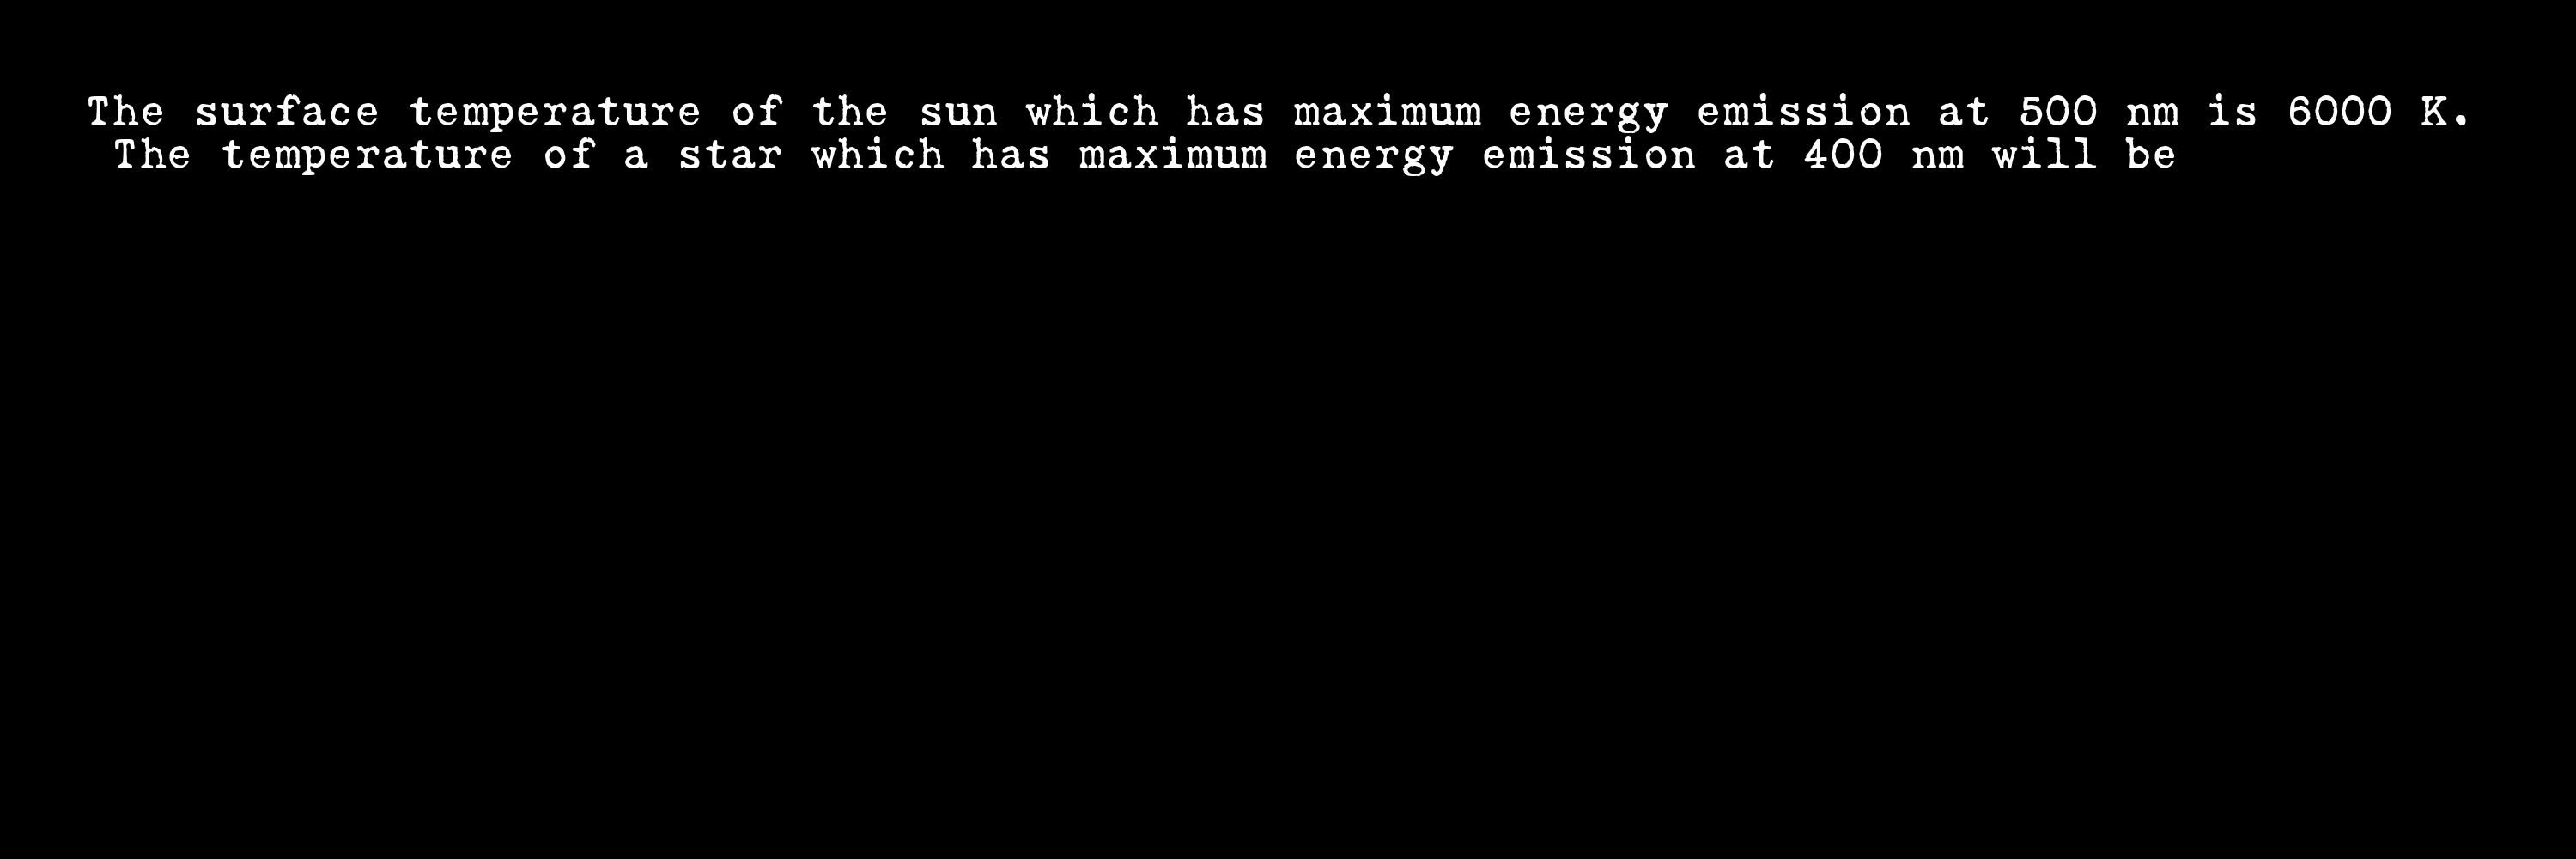 The surface temperature of the sun which has maximum energy emission at 500 nm is 6000 K.
The temperature of a star which has maximum energy emission at 400 nm will be